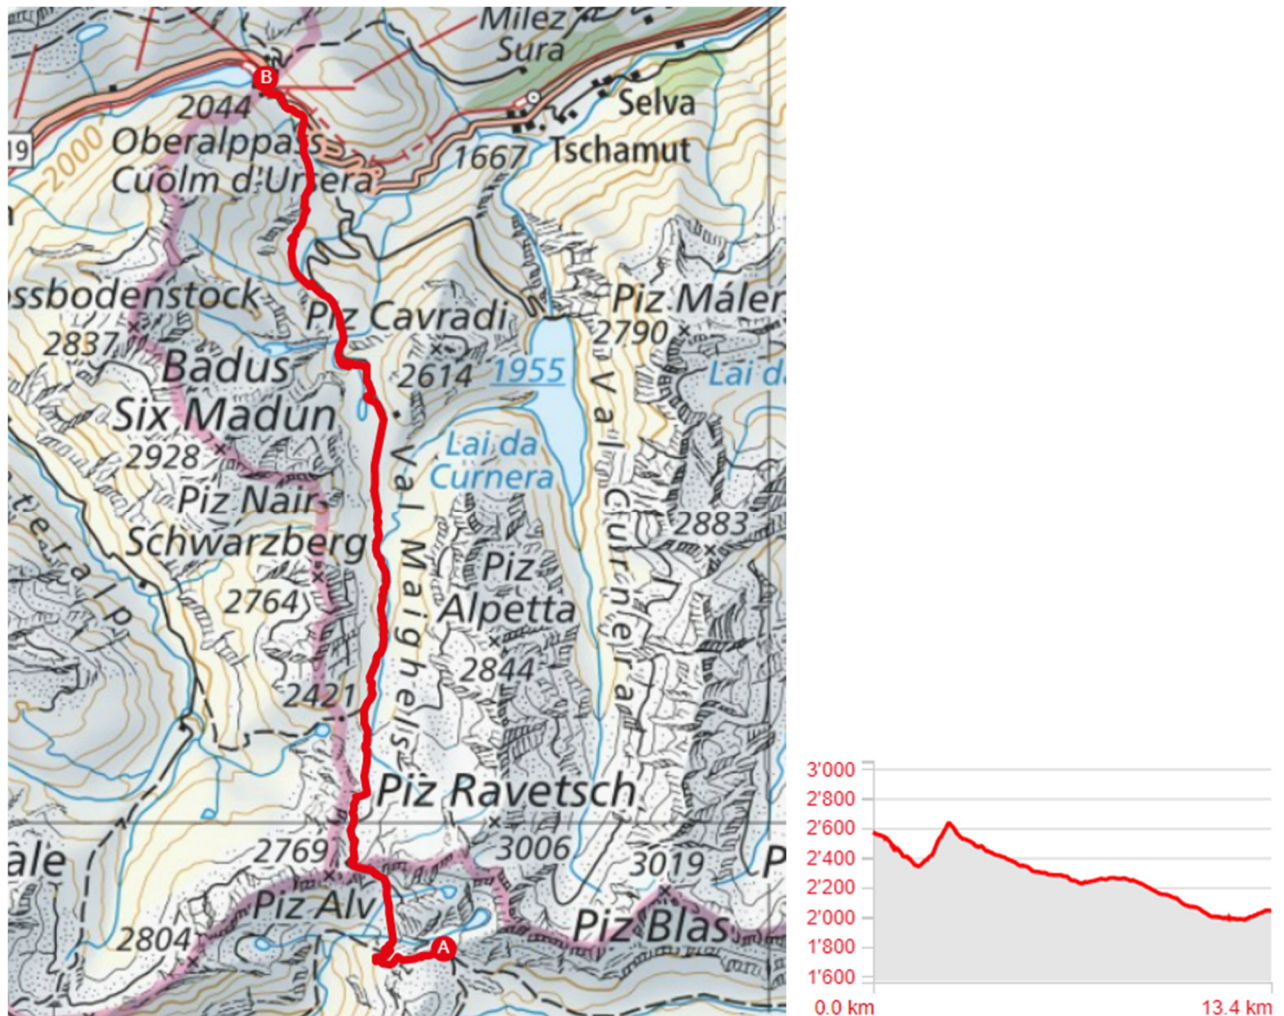 Milez
Sura
B
2044
Selva
19
2000
Oberalppass
1667
Tschamut
Cuolm d'Ursera
ssbodenstock
Piz Cavradi
Piz Maler
2837
2790
Badus
2614
1955
Lai da
Six Madun
Val Maighels
Val Curnera
Lai da
Curnera
2928
Piz Nair
2883
Schwarzberg
teralp
Piz
Alpetta
2764
2844
2421
Piz Ravetsch
2769
3006
3019
ale
P
Piz Alv
Piz Blas
2804
A
3'000
2'800
2'600
2'400
2'200
2'000
1'800
1'600
0.0 km
13.4 km